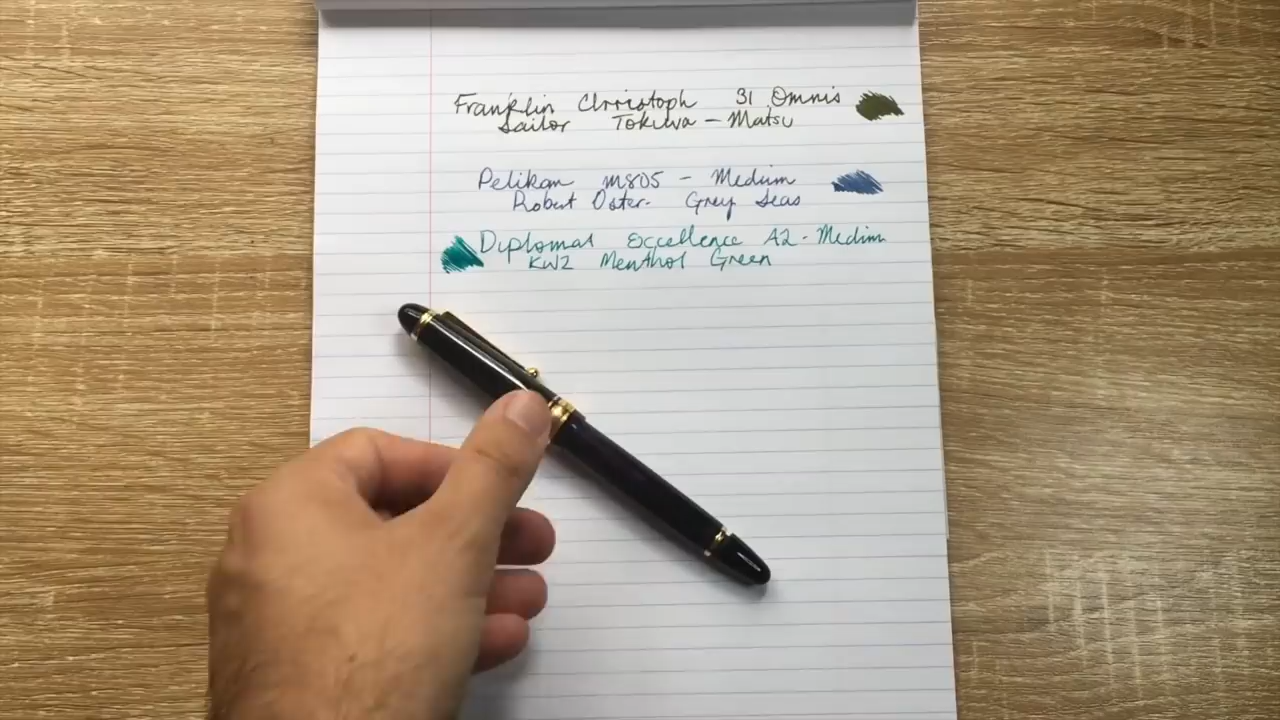 Franklin Christoph 31 Omnis
Sailor Tokiwa - Matsu
Pelikan M805 - Medium
Robert Oster - Grey Seas
Diplomat Excellence A2 - Medium
KWZ Menthol Green